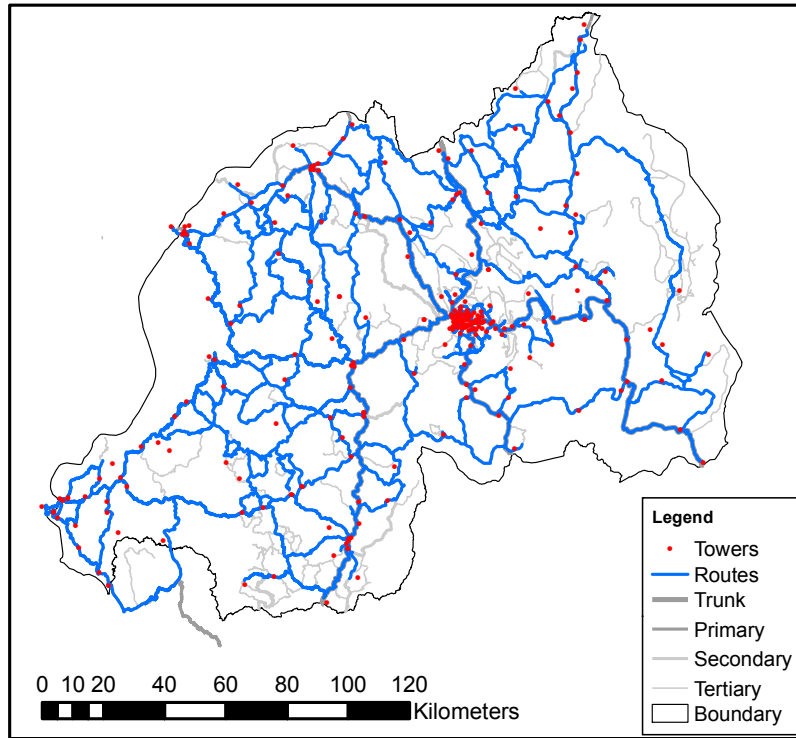 Legend
Towers
Routes
Trunk
Primary
Secondary
Tertiary
Boundary
0 10 20 40 60 80 100 120
Kilometers